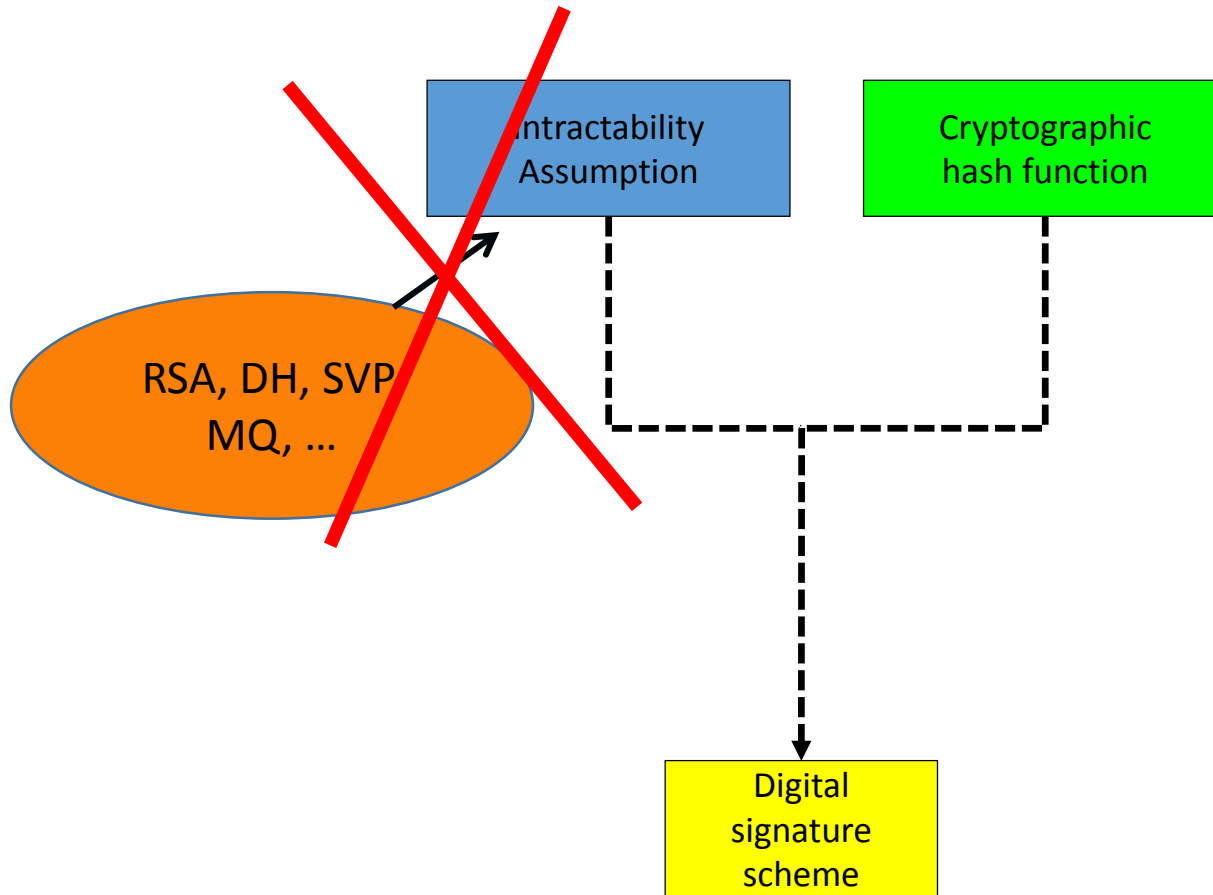 Intractability
Assumption
Cryptographic
hash function
RSA, DH, SVP,
MQ, …
Digital
signature
scheme